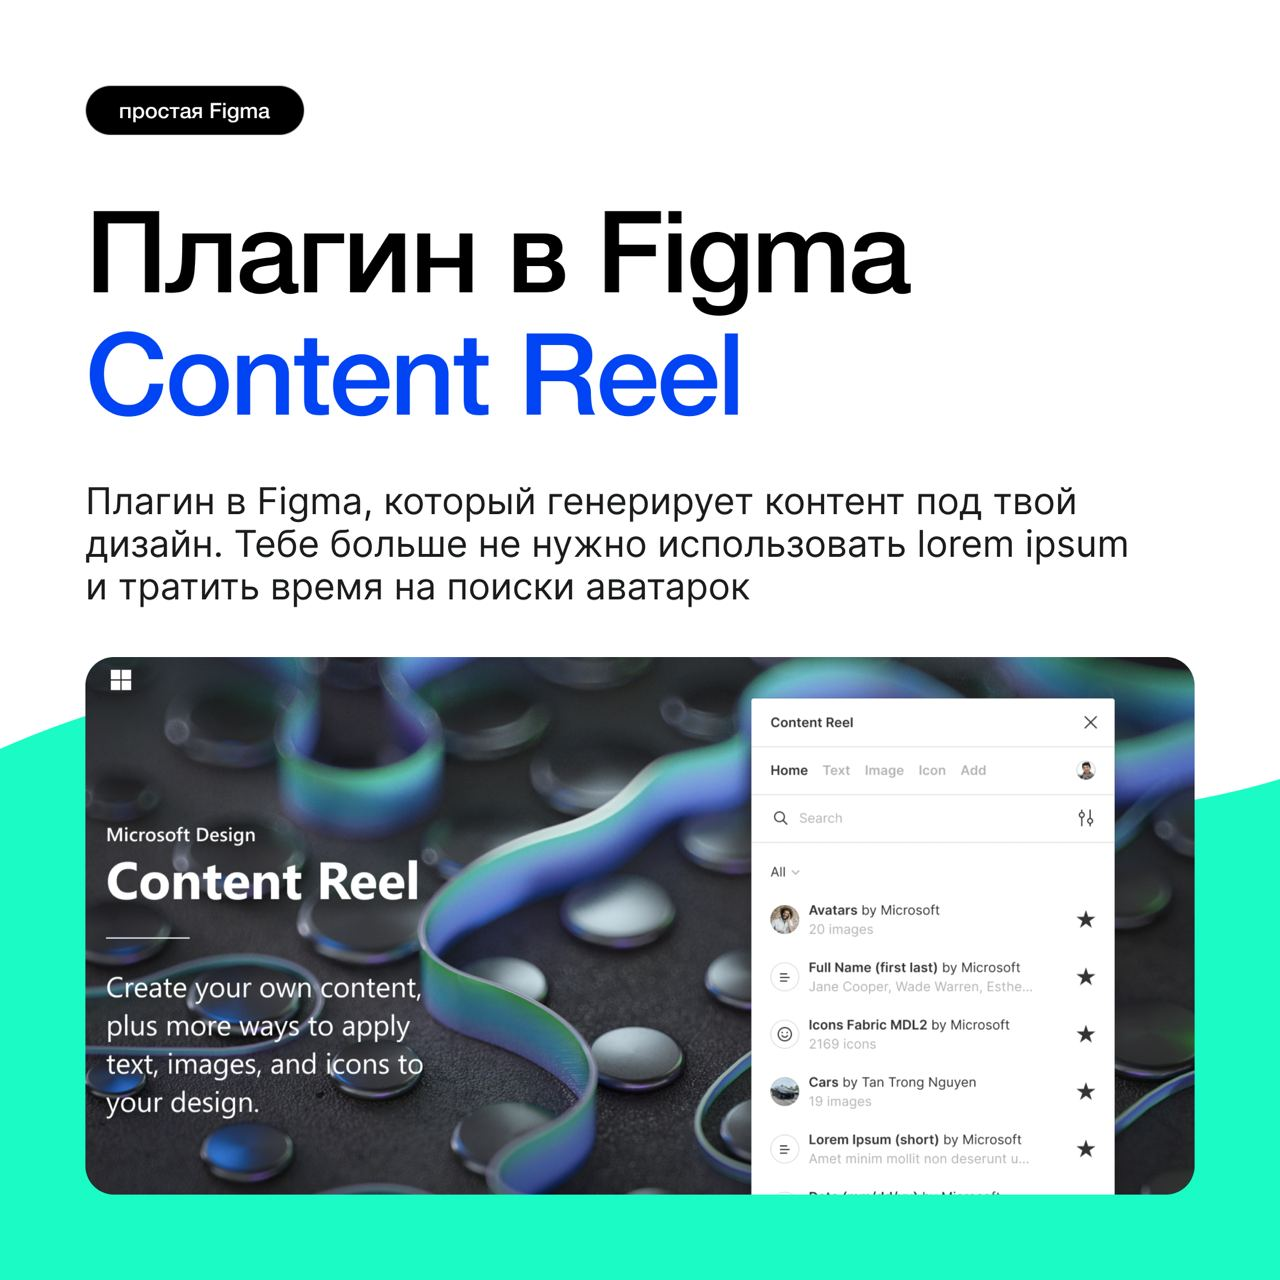 простая Figma
Плагин в Figma
Content Reel
Плагин в Figma, который генерирует контент под твой
дизайн. Тебе больше не нужно использовать lorem ipsum
и тратить время на поиски аватарок
Microsoft Design
Content Reel
Create your own content,
plus more ways to apply
text, images, and icons to
your design.
Content Reel
Home Text Image Icon Add
Search
All
Avatars by Microsoft
20 images
Full Name (first last) by Microsoft
Jane Cooper, Wade Warren, Esthe...
Icons Fabric MDL2 by Microsoft
2169 icons
Cars by Tan Trong Nguyen
19 images
Lorem Ipsum (short) by Microsoft
Amet minim mollit non deserunt u...